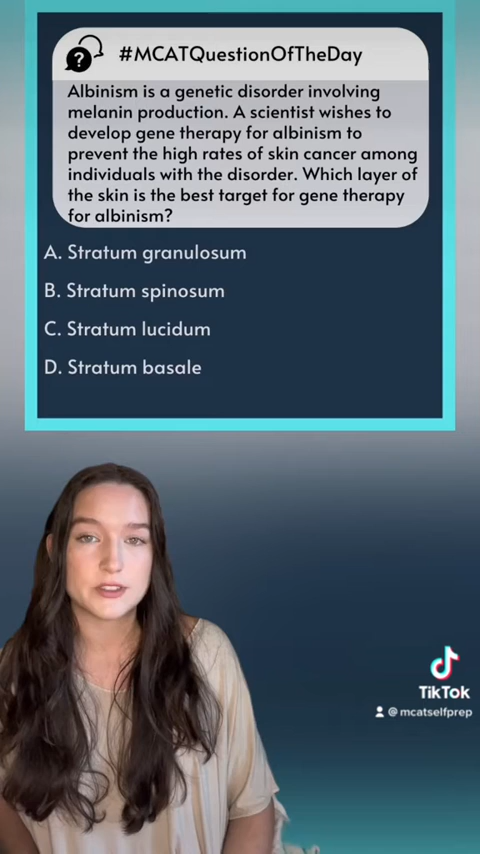 #MCATQuestionOfTheDay
Albinism is a genetic disorder involving
melanin production. A scientist wishes to
develop gene therapy for albinism to
prevent the high rates of skin cancer among
individuals with the disorder. Which layer of
the skin is the best target for gene therapy
for albinism?
A. Stratum granulosum
B. Stratum spinosum
C. Stratum lucidum
D. Stratum basale
TikTok
@mcatselfprep